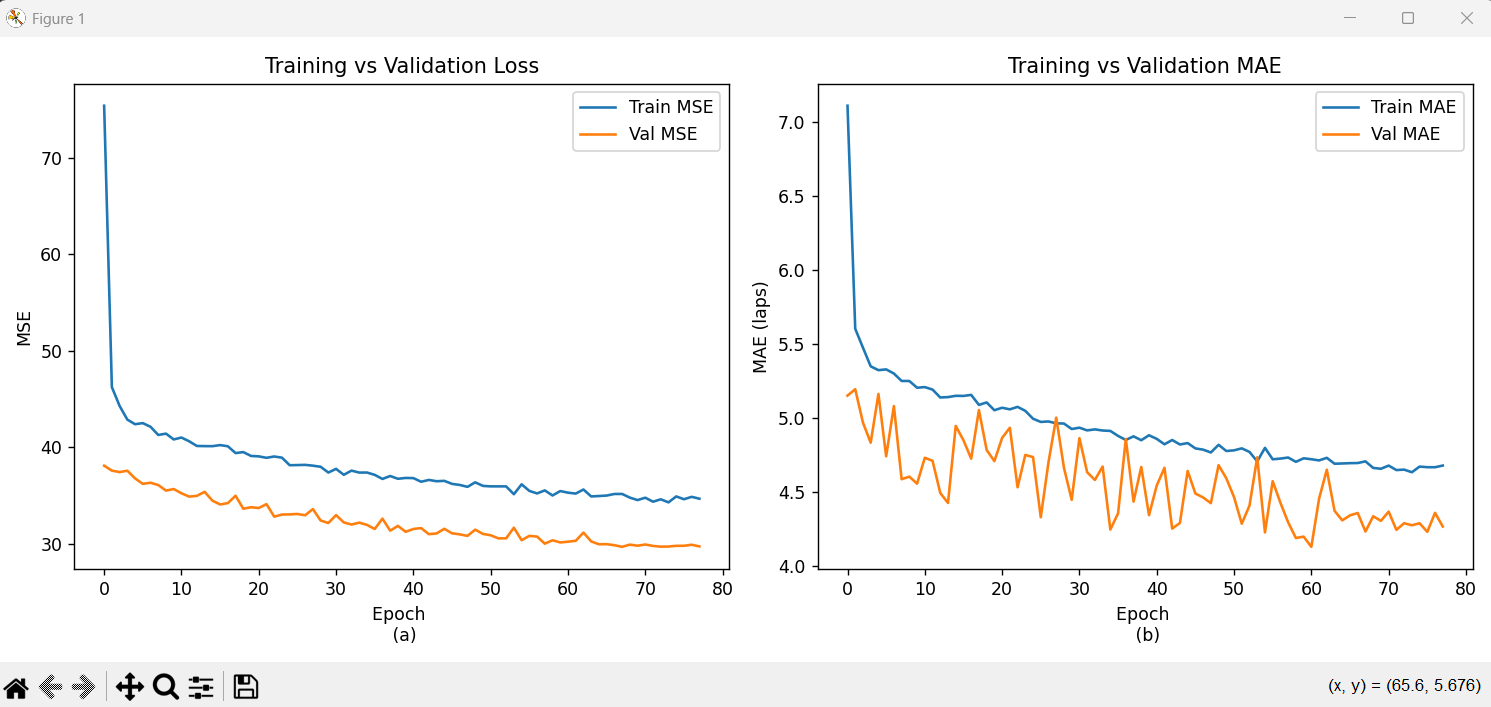 Figure 1
Training vs Validation Loss
Train MSE
Val MSE
70
60
50
40
30
MSE
0 10 20 30 40 50 60 70 80
Epoch
(a)
Training vs Validation MAE
Train MAE
Val MAE
7.0
6.5
6.0
5.5
5.0
4.5
4.0
MAE (laps)
0 10 20 30 40 50 60 70 80
Epoch
(b)
(x, y) = (65.6, 5.676)